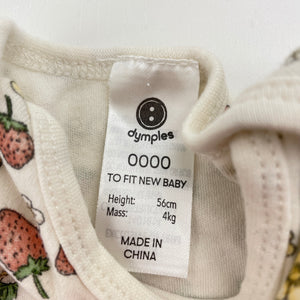 dymples
0000
TO FIT NEW BABY
Height: 56cm
Mass: 4kg
MADE IN
CHINA